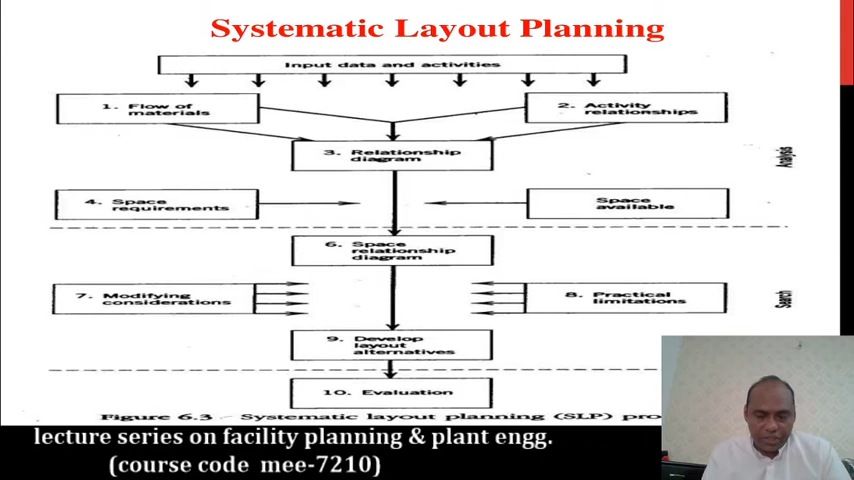 Systematic Layout Planning
Input data and activities
1. Flow of
materials
2. Activity
relationships
3. Relationship
diagram
Analysis
4. Space
requirements
Space
available
6. Space
relationship
diagram
7. Modifying
considerations
8. Practical
limitations
Search
9. Develop
layout
alternatives
10. Evaluation
Figure 6.3 Systematic layout planning (SLP) pro
lecture series on facility planning & plant engg.
(course code mee-7210)